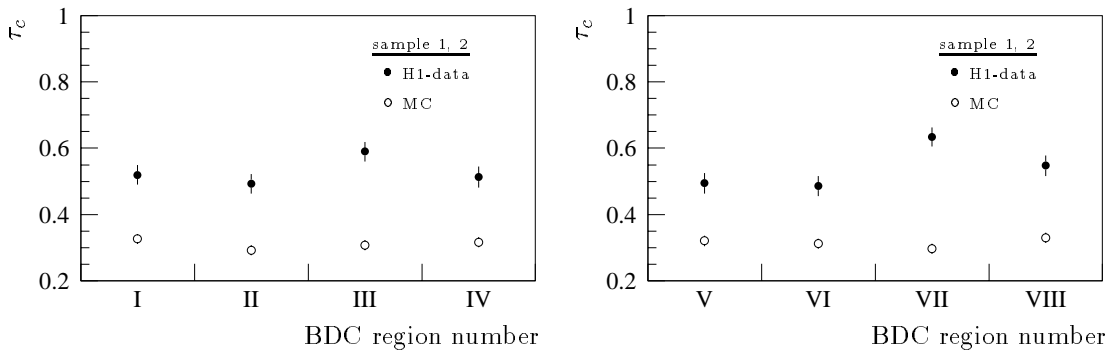 τc
1
0.8
0.6
0.4
0.2
sample 1, 2
H1-data
MC
I
II
III
IV
BDC region number
τc
1
0.8
0.6
0.4
0.2
sample 1, 2
H1-data
MC
V
VI
VII
VIII
BDC region number